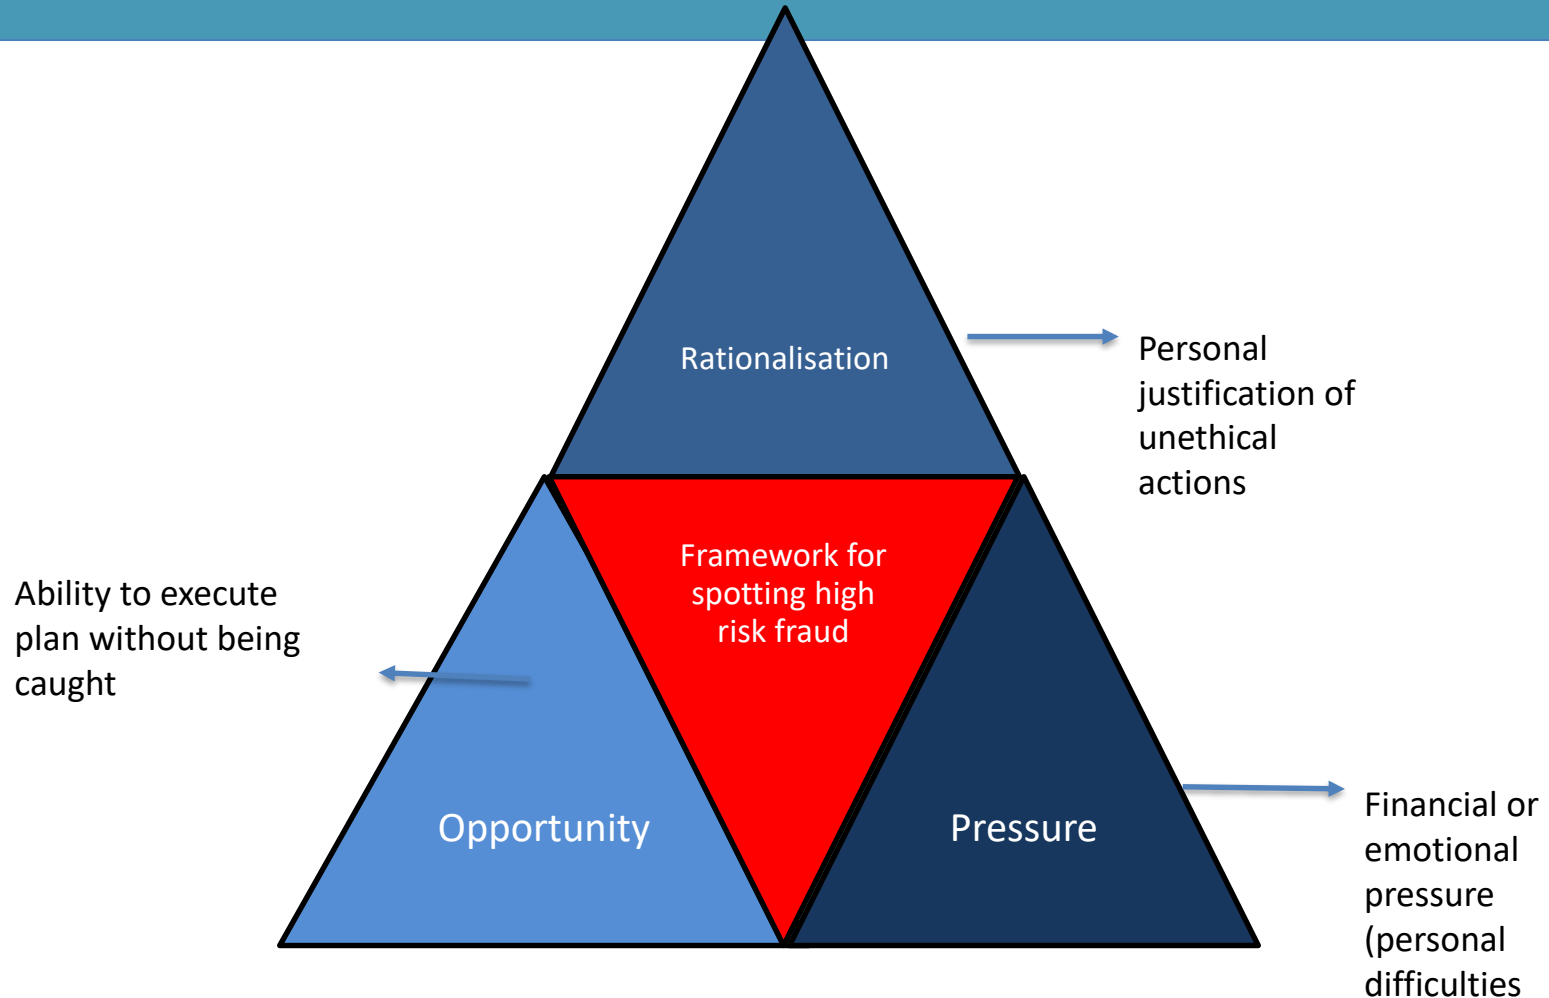 Rationalisation
Personal
justification of
unethical
actions
Framework for
spotting high
risk fraud
Ability to execute
plan without being
caught
Opportunity
Pressure
Financial or
emotional
pressure
(personal
difficulties